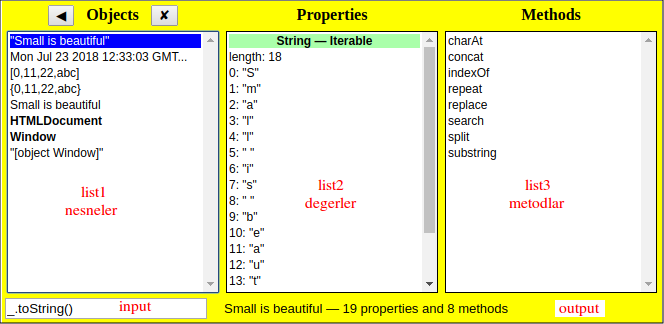 ◀ Objects ✘
"Small is beautiful"
Mon Jul 23 2018 12:33:03 GMT...
[0,11,22,abc]
{0,11,22,abc}
Small is beautiful
HTMLDocument
Window
"[object Window]"
list1
nesneler
Properties
String — Iterable
length: 18
0: "S"
1: "m"
2: "a"
3: "l"
4: "l"
5: " "
6: "i"
7: "s"
8: " "
9: "b"
10: "e"
11: "a"
12: "u"
13: "t"
list2
degerler
Methods
charAt
concat
indexOf
repeat
replace
search
split
substring
list3
metodlar
_.toString() input
Small is beautiful — 19 properties and 8 methods output